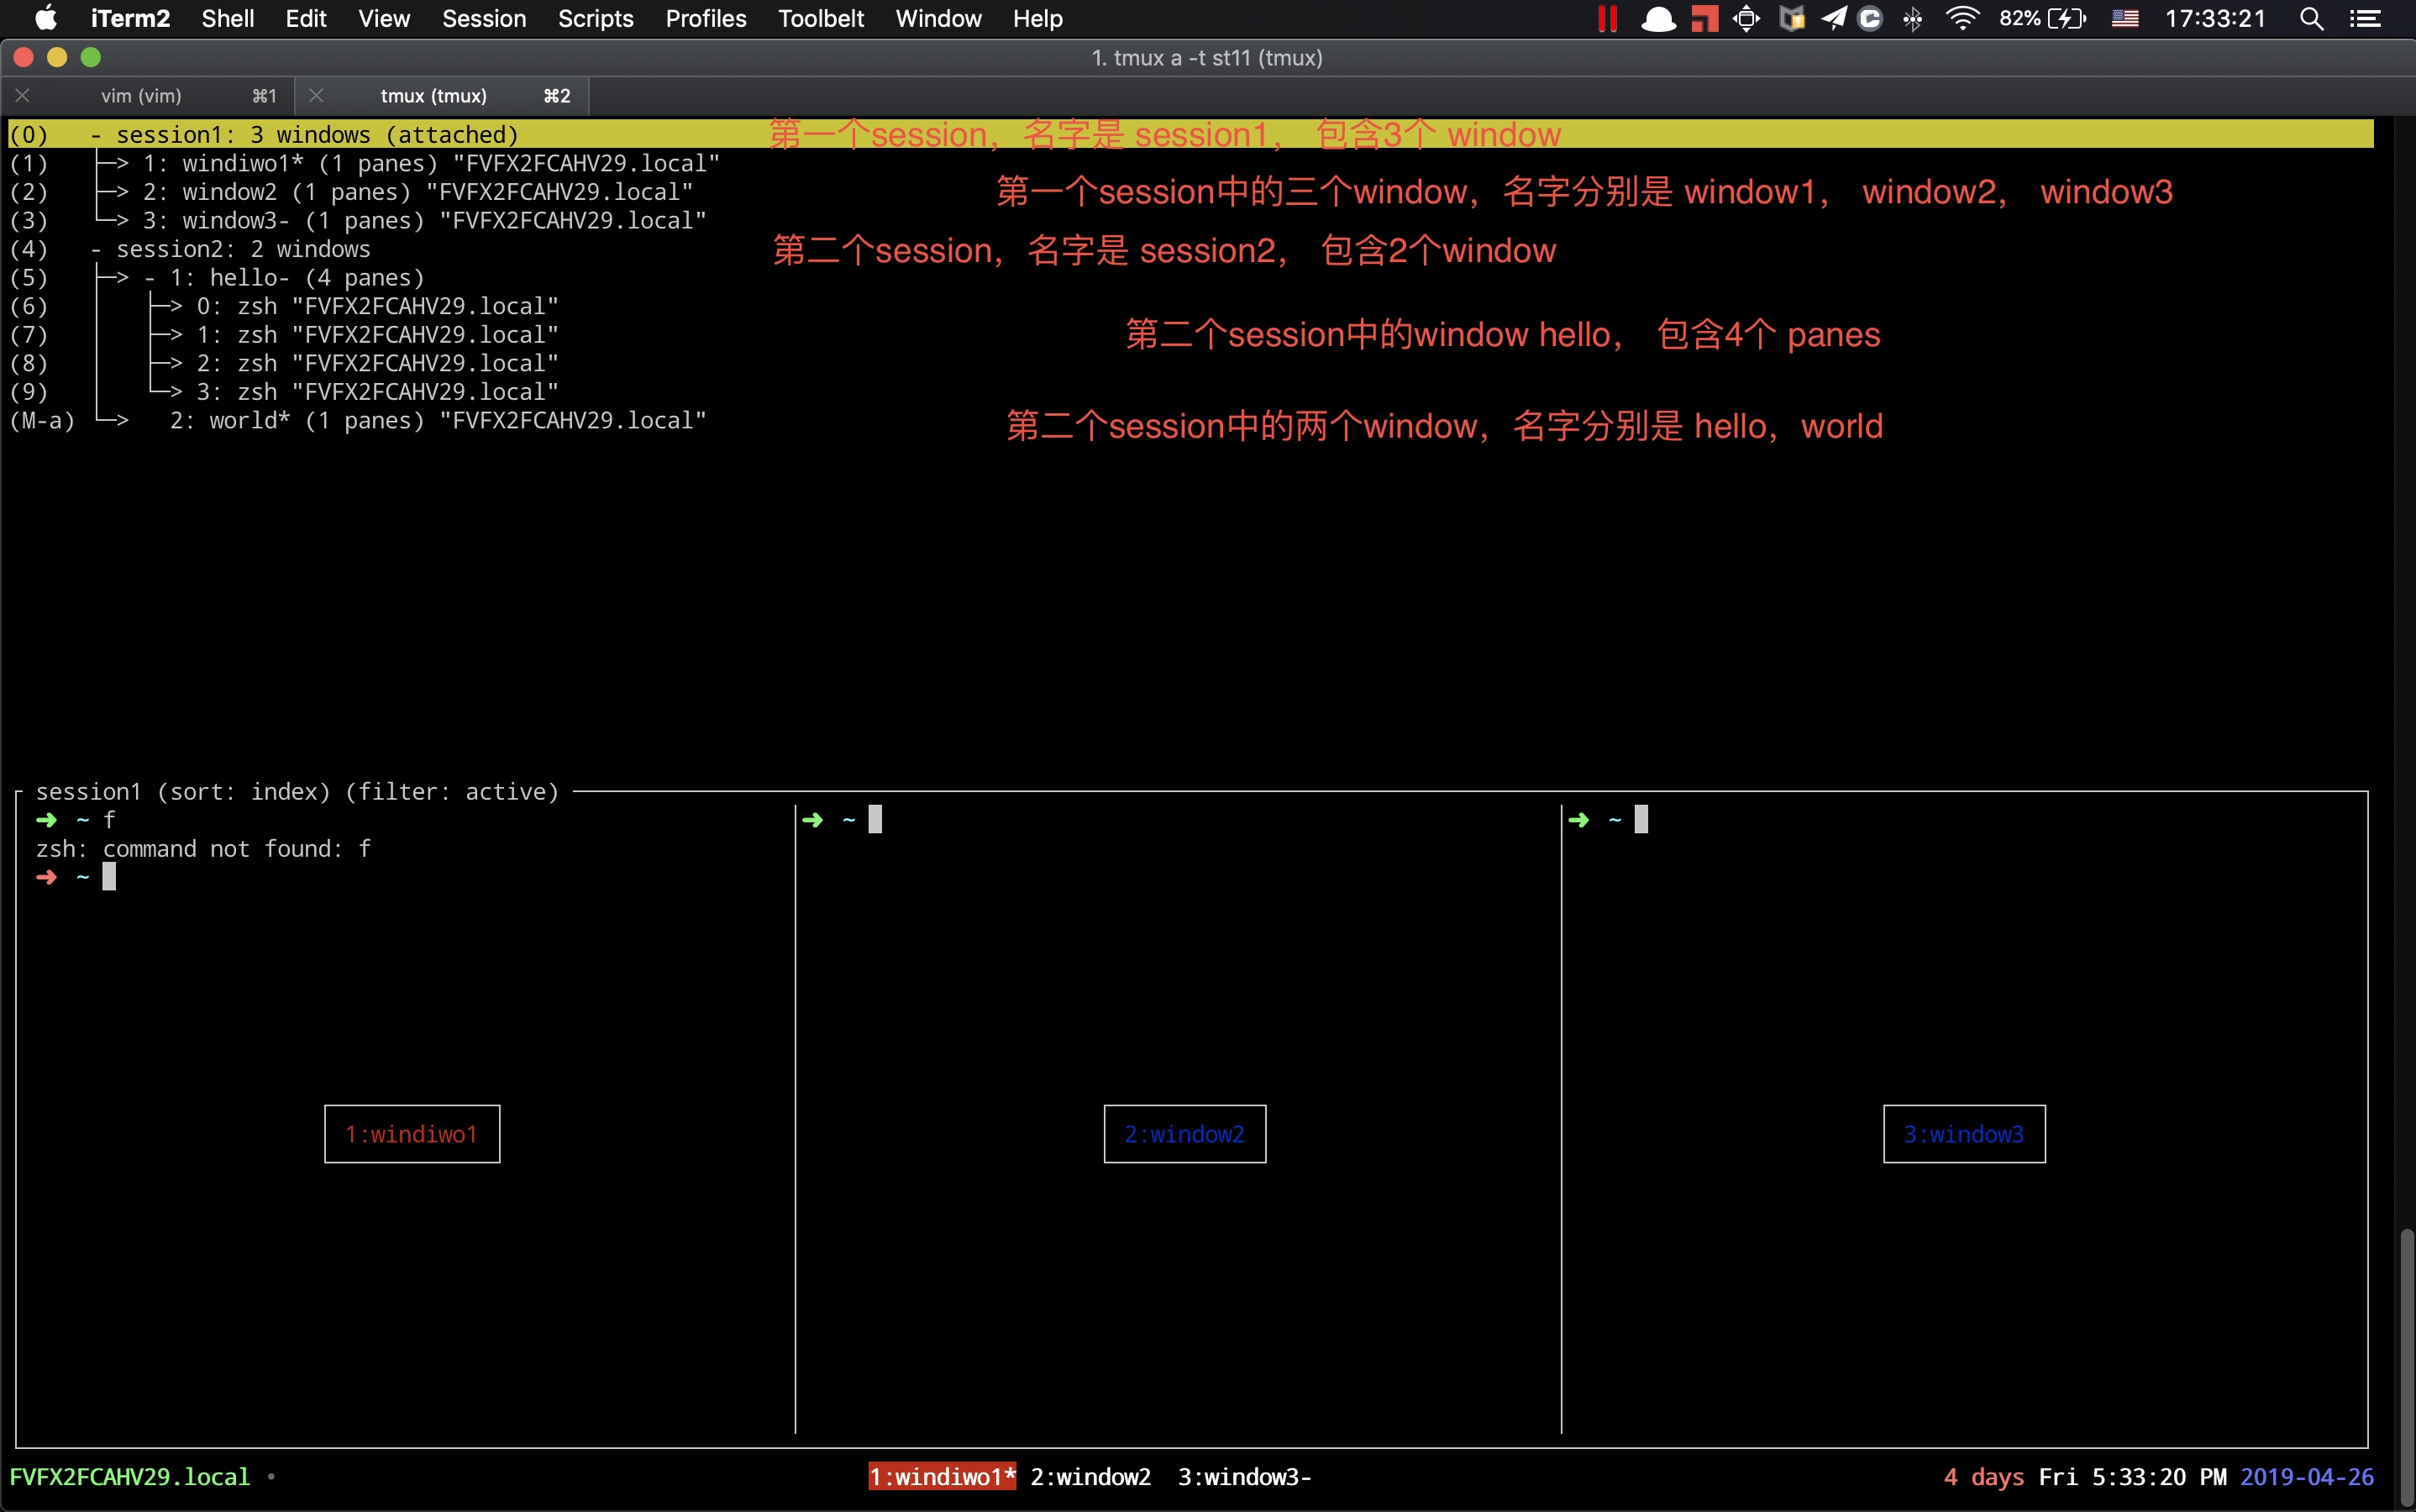 iTerm2 Shell Edit View Session Scripts Profiles Toolbelt Window Help 82% 17:33:21
1. tmux a -t st11 (tmux)
vim (vim) ⌘1 tmux (tmux) ⌘2
(0) - session1: 3 windows (attached) 第一个session，名字是 session1， 包含3个 window
(1) ├─> 1: windiwo1* (1 panes) "FVFX2FCAHV29.local"
(2) ├─> 2: window2 (1 panes) "FVFX2FCAHV29.local" 第一个session中的三个window，名字分别是 window1， window2， window3
(3) └─> 3: window3- (1 panes) "FVFX2FCAHV29.local"
(4) - session2: 2 windows 第二个session，名字是 session2， 包含2个window
(5) ├─> - 1: hello- (4 panes)
(6) │ ├─> 0: zsh "FVFX2FCAHV29.local"
(7) │ ├─> 1: zsh "FVFX2FCAHV29.local" 第二个session中的window hello， 包含4个 panes
(8) │ ├─> 2: zsh "FVFX2FCAHV29.local"
(9) │ └─> 3: zsh "FVFX2FCAHV29.local"
(M-a) └─> 2: world* (1 panes) "FVFX2FCAHV29.local" 第二个session中的两个window，名字分别是 hello，world
session1 (sort: index) (filter: active)
➜ ~ f ➜ ~ ➜ ~
zsh: command not found: f
➜ ~
1:windiwo1 2:window2 3:window3
FVFX2FCAHV29.local • 1:windiwo1* 2:window2 3:window3- 4 days Fri 5:33:20 PM 2019-04-26